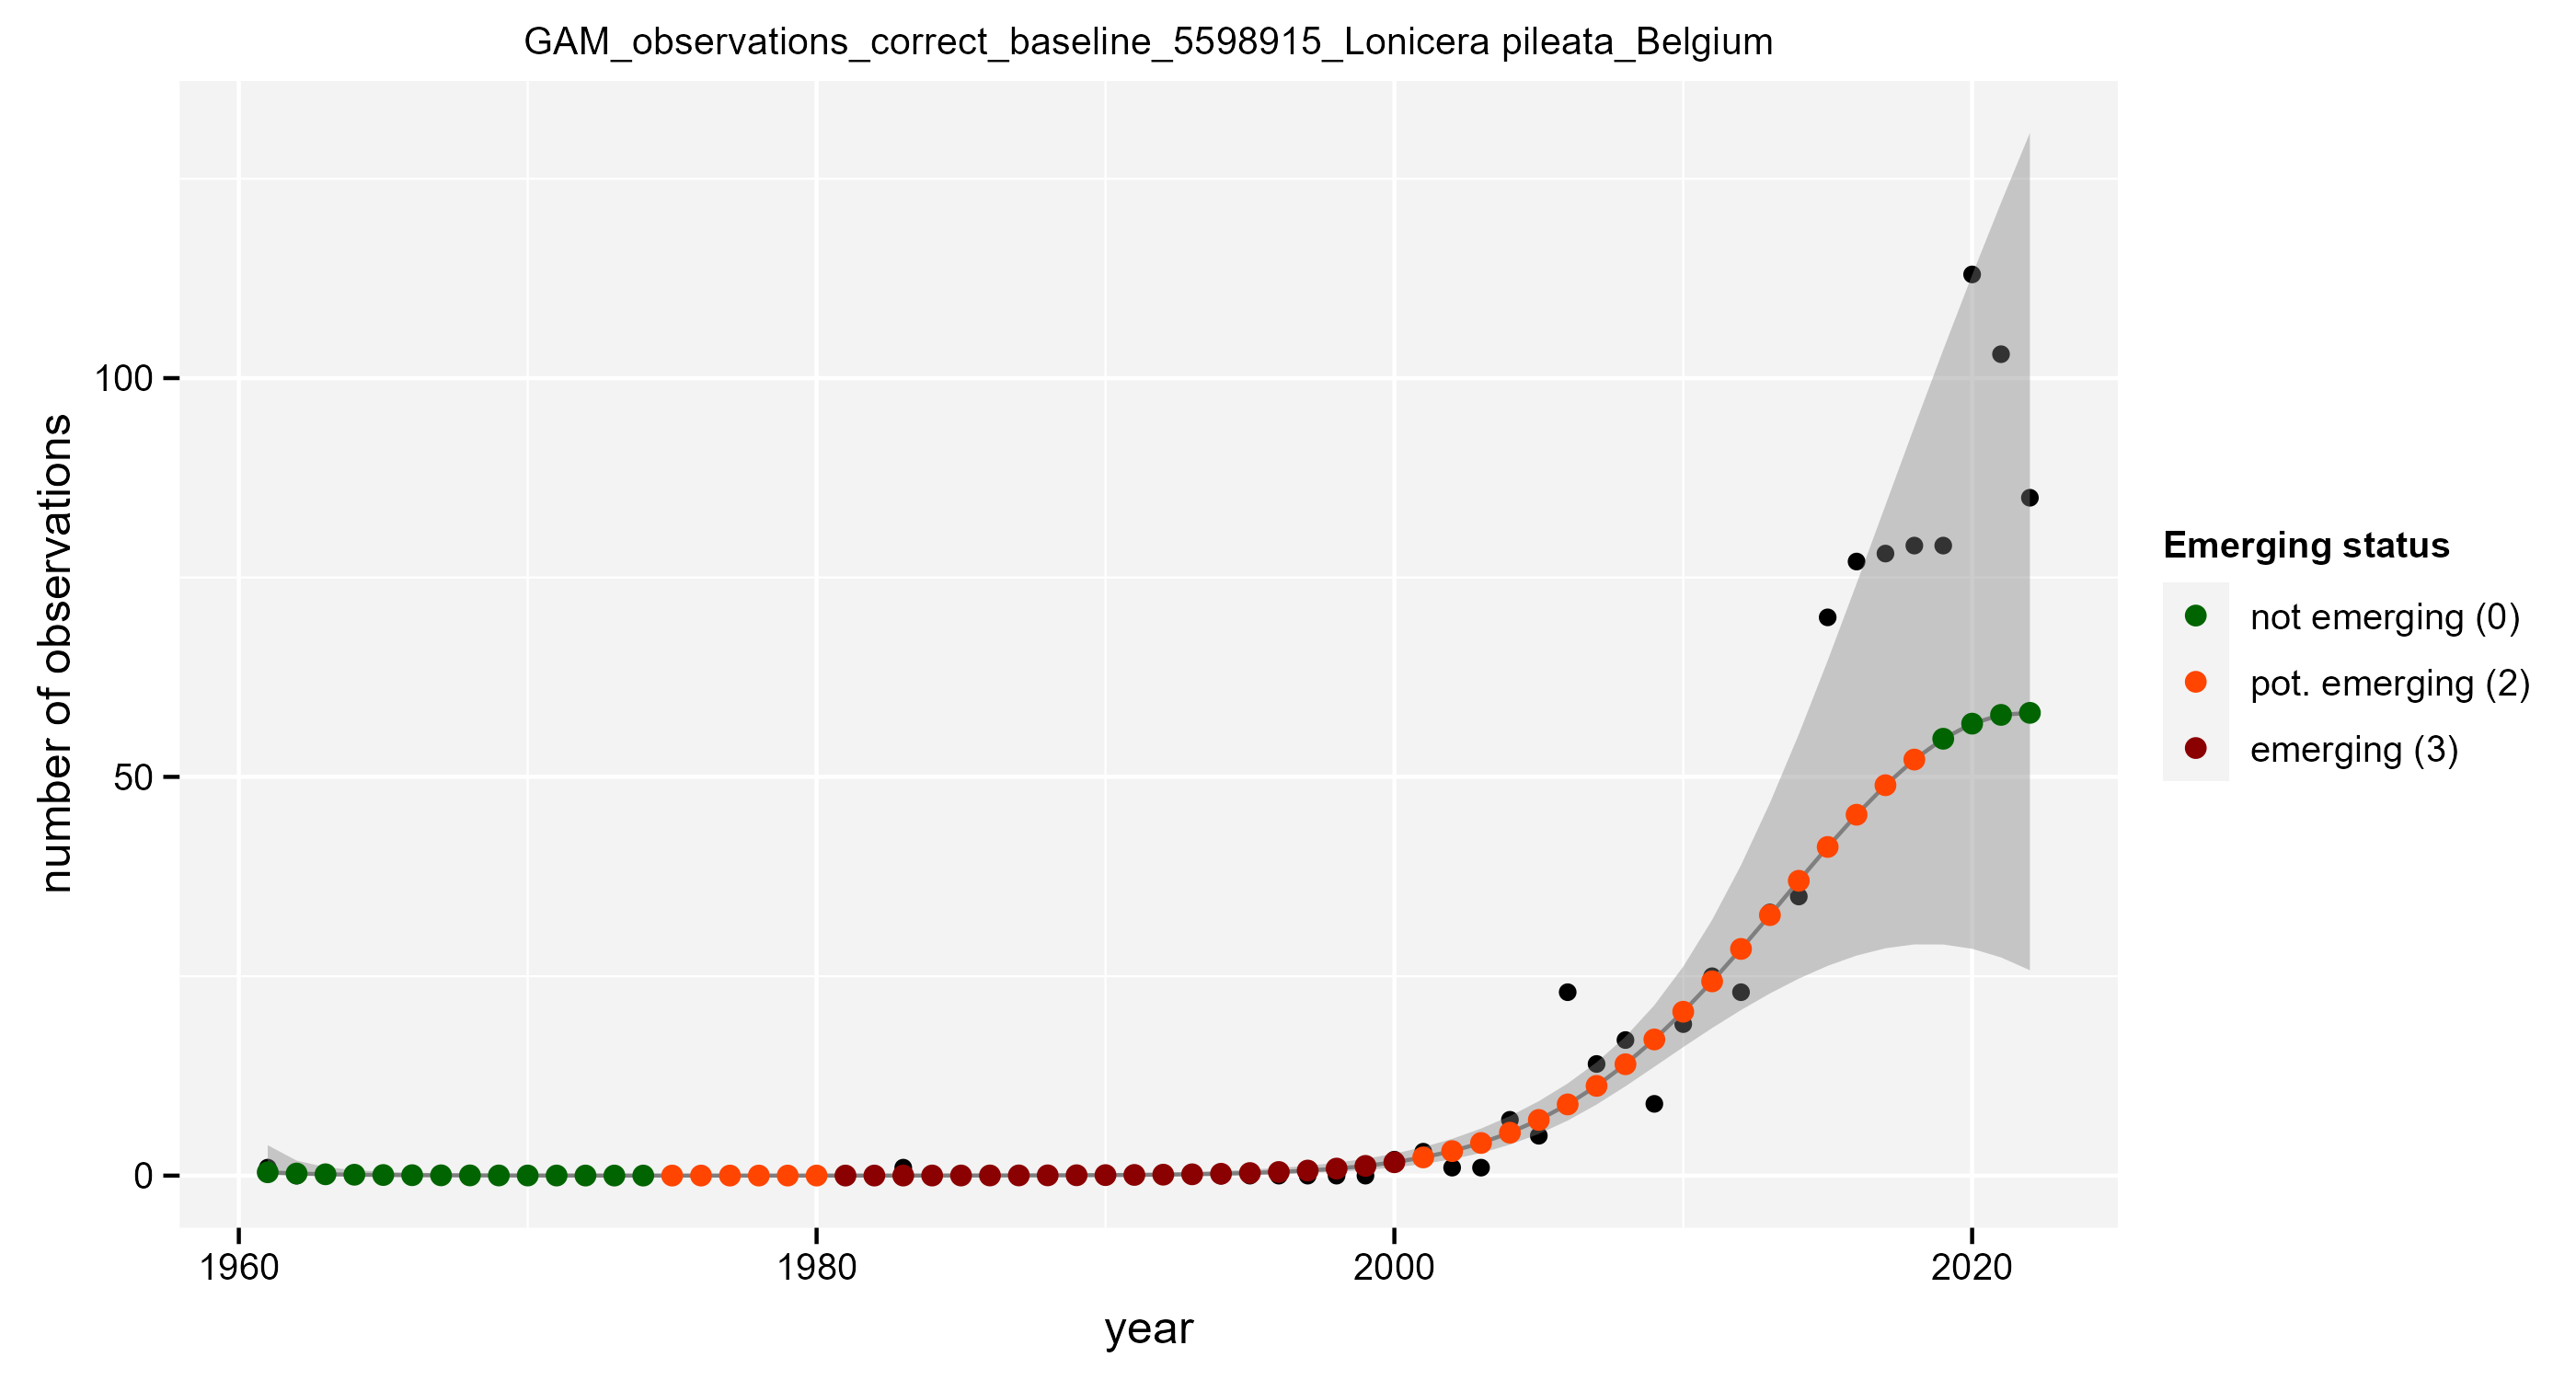 GAM_observations_correct_baseline_5598915_Lonicera pileata_Belgium
number of observations
100
50
0
1960
1980
2000
2020
year
Emerging status
not emerging (0)
pot. emerging (2)
emerging (3)